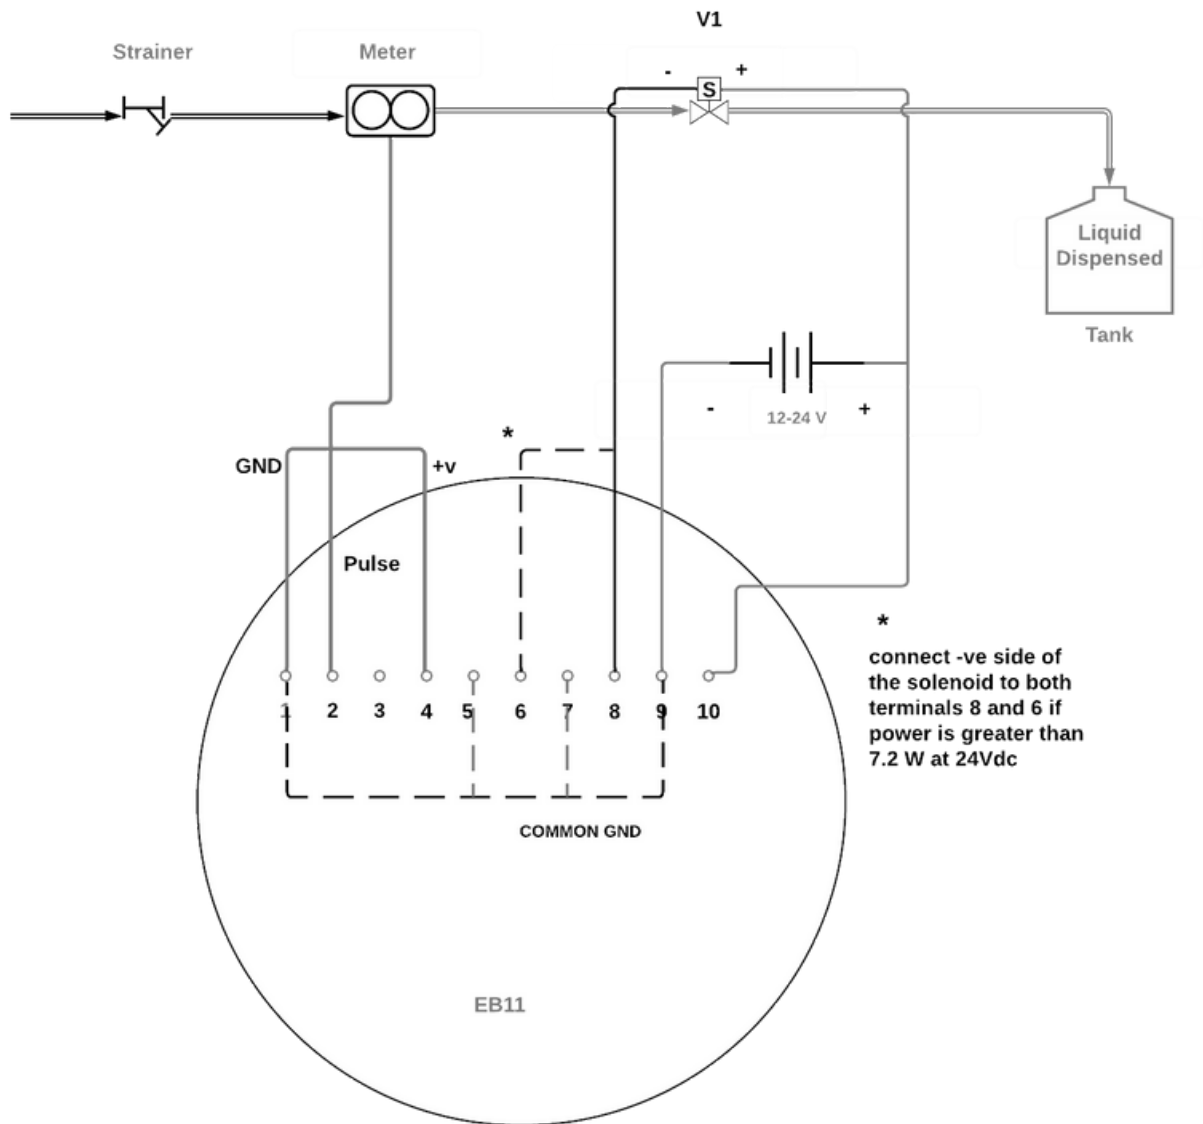 V1
Strainer
Meter
- +
S
Liquid
Dispensed
Tank
- 12-24 V +
*
GND
+v
Pulse
*
connect -ve side of
the solenoid to both
terminals 8 and 6 if
power is greater than
7.2 W at 24Vdc
1 2 3 4 5 6 7 8 9 10
COMMON GND
EB11